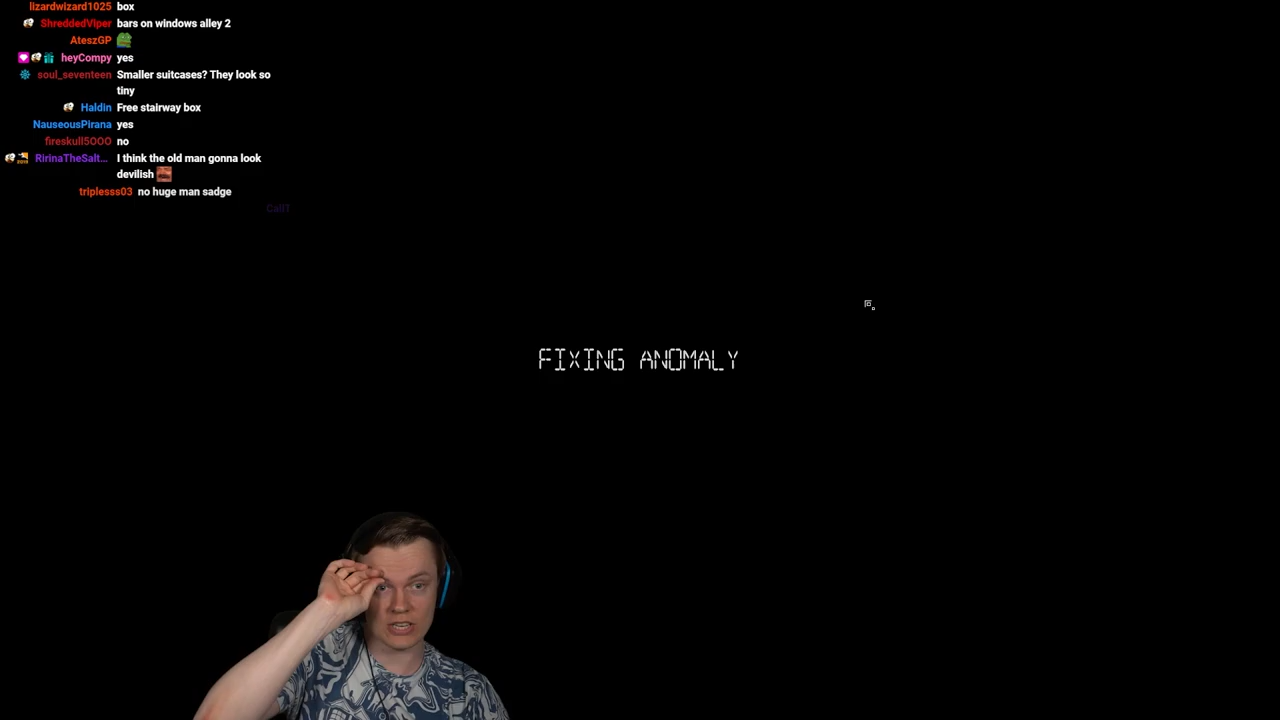 lizardwizard1025 box
ShreddedViper bars on windows alley 2
AteszGP
heyCompy yes
soul_seventeen Smaller suitcases? They look so
tiny
Haldin Free stairway box
NauseousPirana yes
fireskull5000 no
RirinaTheSalt... I think the old man gonna look
devilish
triplesss03 no huge man sadge
FIXING ANOMALY